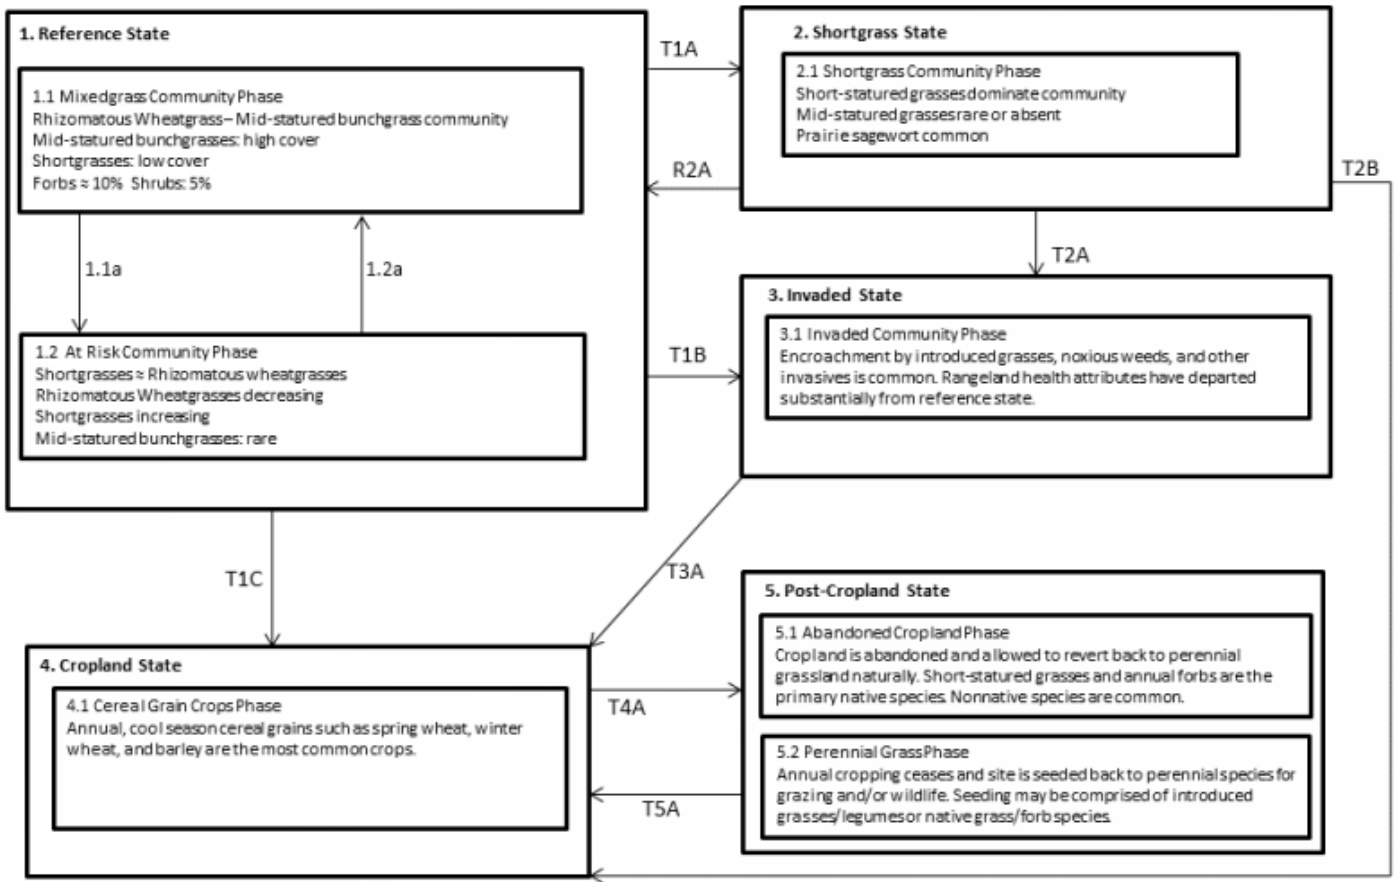 1. Reference State
1.1 Mixedgrass Community Phase
Rhizomatous Wheatgrass – Mid-statured bunchgrass community
Mid-statured bunchgrasses: high cover
Shortgrasses: low cover
Forbs ≈ 10% Shrubs: 5%
1.1a
1.2a
1.2 At Risk Community Phase
Shortgrasses ≈ Rhizomatous wheatgrasses
Rhizomatous Wheatgrasses decreasing
Shortgrasses increasing
Mid-statured bunchgrasses: rare
T1A
R2A
T1B
T1C
2. Shortgrass State
2.1 Shortgrass Community Phase
Short-statured grasses dominate community
Mid-statured grasses rare or absent
Prairie sagewort common
T2B
T2A
3. Invaded State
3.1 Invaded Community Phase
Encroachment by introduced grasses, noxious weeds, and other
invasives is common. Rangeland health attributes have departed
substantially from reference state.
T3A
4. Cropland State
4.1 Cereal Grain Crops Phase
Annual, cool season cereal grains such as spring wheat, winter
wheat, and barley are the most common crops.
T4A
T5A
5. Post-Cropland State
5.1 Abandoned Cropland Phase
Cropland is abandoned and allowed to revert back to perennial
grassland naturally. Short-statured grasses and annual forbs are the
primary native species. Nonnative species are common.
5.2 Perennial Grass Phase
Annual cropping ceases and site is seeded back to perennial species for
grazing and/or wildlife. Seeding may be comprised of introduced
grasses/legumes or native grass/forb species.